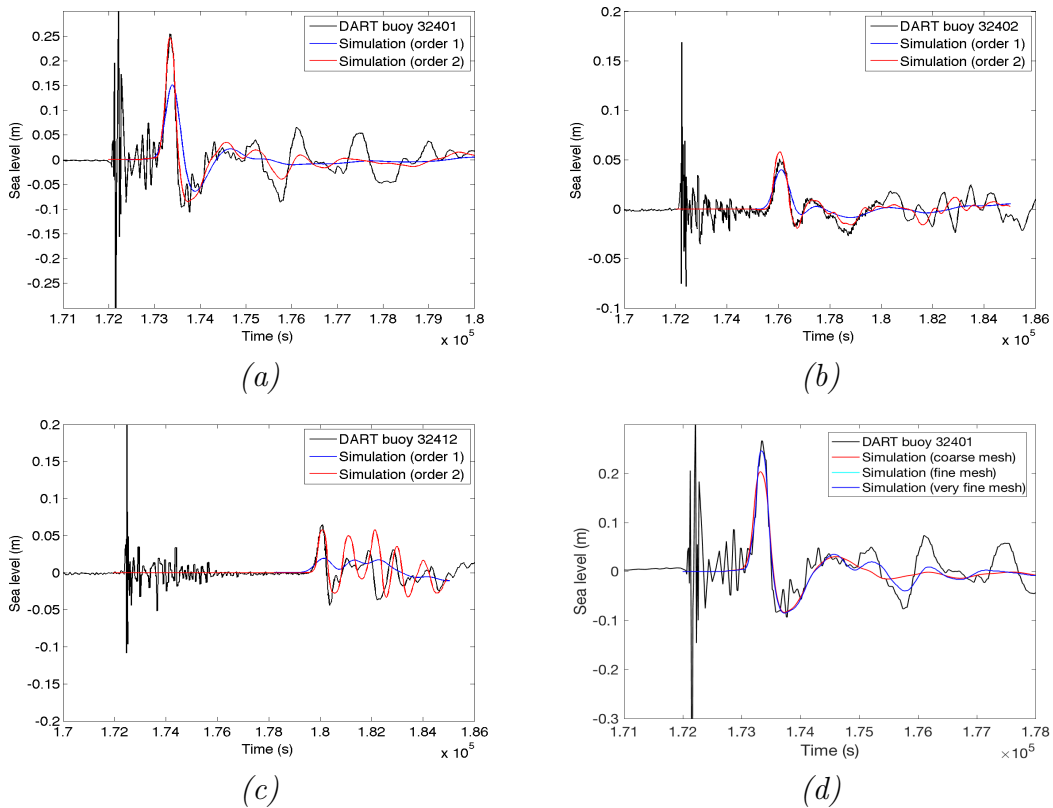 0.25
0.2
0.15
0.1
0.05
0
-0.05
-0.1
-0.15
-0.2
-0.25
Sea level (m)
DART buoy 32401
Simulation (order 1)
Simulation (order 2)
1.71 1.72 1.73 1.74 1.75 1.76 1.77 1.78 1.79 1.8
Time (s)
x 10⁵
(a)
0.2
0.15
0.1
0.05
0
-0.05
-0.1
Sea level (m)
DART buoy 32402
Simulation (order 1)
Simulation (order 2)
1.7 1.72 1.74 1.76 1.78 1.8 1.82 1.84 1.86
Time (s)
x 10⁵
(b)
0.2
0.15
0.1
0.05
0
-0.05
-0.1
-0.15
-0.2
Sea level (m)
DART buoy 32412
Simulation (order 1)
Simulation (order 2)
1.7 1.72 1.74 1.76 1.78 1.8 1.82 1.84 1.86
Time (s)
x 10⁵
(c)
0.2
0.1
0
-0.1
-0.2
-0.3
Sea level (m)
DART buoy 32401
Simulation (coarse mesh)
Simulation (fine mesh)
Simulation (very fine mesh)
1.71 1.72 1.73 1.74 1.75 1.76 1.77 1.78
Time (s)
×10⁵
(d)